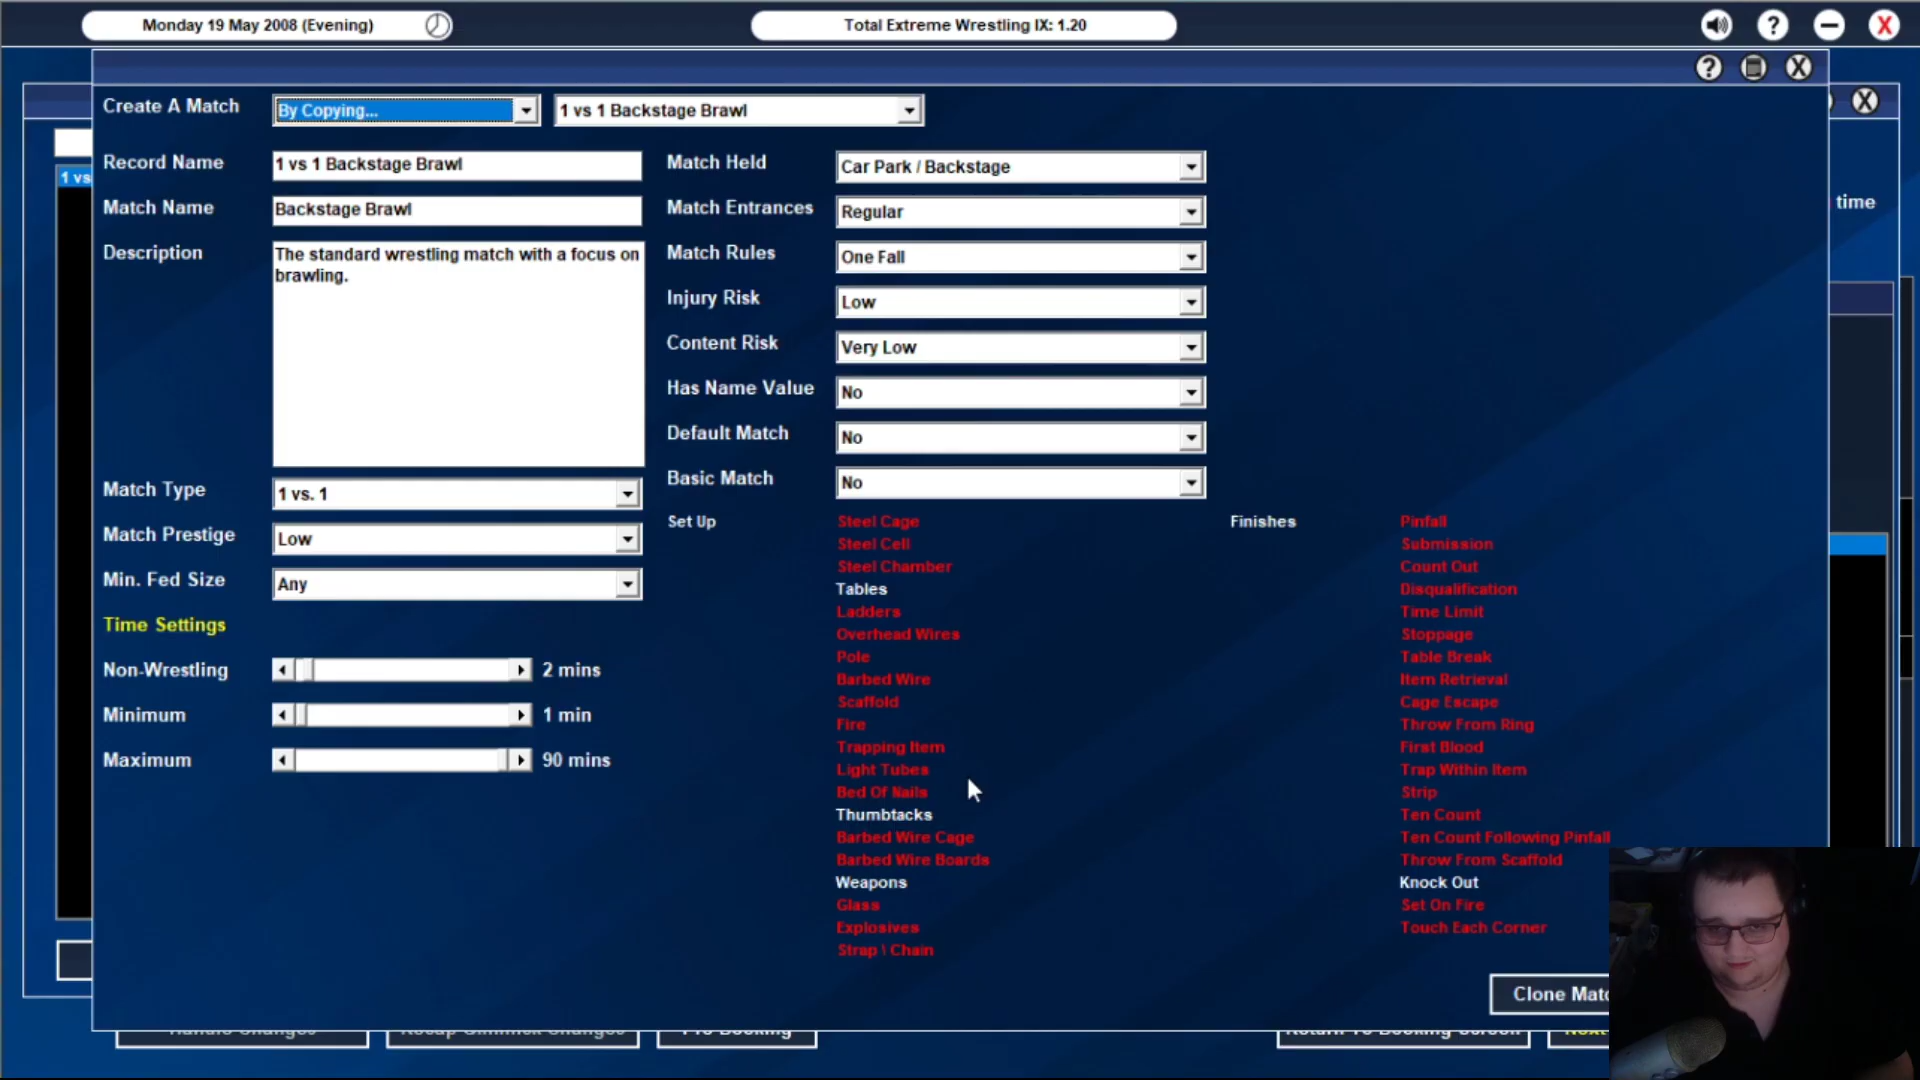 Monday 19 May 2008 (Evening)
Total Extreme Wrestling IX: 1.20
? X
? X
X
Create A Match By Copying... 1 vs 1 Backstage Brawl
Record Name 1 vs 1 Backstage Brawl
Match Name Backstage Brawl
Description The standard wrestling match with a focus on
brawling.
Match Type 1 vs. 1
Match Prestige Low
Min. Fed Size Any
Time Settings
Non-Wrestling 2 mins
Minimum 1 min
Maximum 90 mins
Match Held Car Park / Backstage
Match Entrances Regular
Match Rules One Fall
Injury Risk Low
Content Risk Very Low
Has Name Value No
Default Match No
Basic Match No
Set Up
Steel Cage
Steel Cell
Steel Chamber
Tables
Ladders
Overhead Wires
Pole
Barbed Wire
Scaffold
Fire
Trapping Item
Light Tubes
Bed Of Nails
Thumbtacks
Barbed Wire Cage
Barbed Wire Boards
Weapons
Glass
Explosives
Strap \ Chain
Finishes
Pinfall
Submission
Count Out
Disqualification
Time Limit
Stoppage
Table Break
Item Retrieval
Cage Escape
Throw From Ring
First Blood
Trap Within Item
Strip
Ten Count
Ten Count Following Pinfall
Throw From Scaffold
Knock Out
Set On Fire
Touch Each Corner
1 vs
time
Clone Matc
Return To Booking Screen
Next